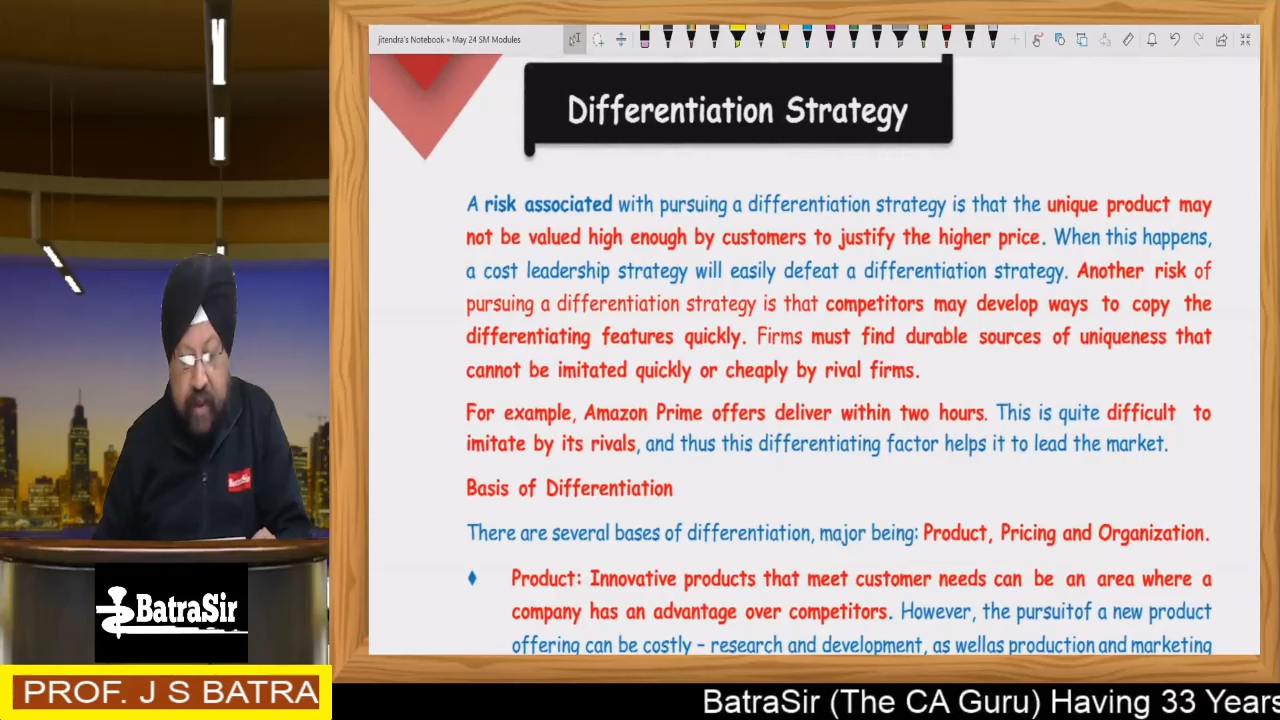 jitendra's Notebook » May 24 SM Modules
Differentiation Strategy
A risk associated with pursuing a differentiation strategy is that the unique product may
not be valued high enough by customers to justify the higher price. When this happens,
a cost leadership strategy will easily defeat a differentiation strategy. Another risk of
pursuing a differentiation strategy is that competitors may develop ways to copy the
differentiating features quickly. Firms must find durable sources of uniqueness that
cannot be imitated quickly or cheaply by rival firms.
For example, Amazon Prime offers deliver within two hours. This is quite difficult to
imitate by its rivals, and thus this differentiating factor helps it to lead the market.
Basis of Differentiation
There are several bases of differentiation, major being: Product, Pricing and Organization.
Product: Innovative products that meet customer needs can be an area where a
company has an advantage over competitors. However, the pursuitof a new product
offering can be costly – research and development, as wellas production and marketing
BatraSir
BatraSir
PROF. J S BATRA
BatraSir (The CA Guru) Having 33 Years